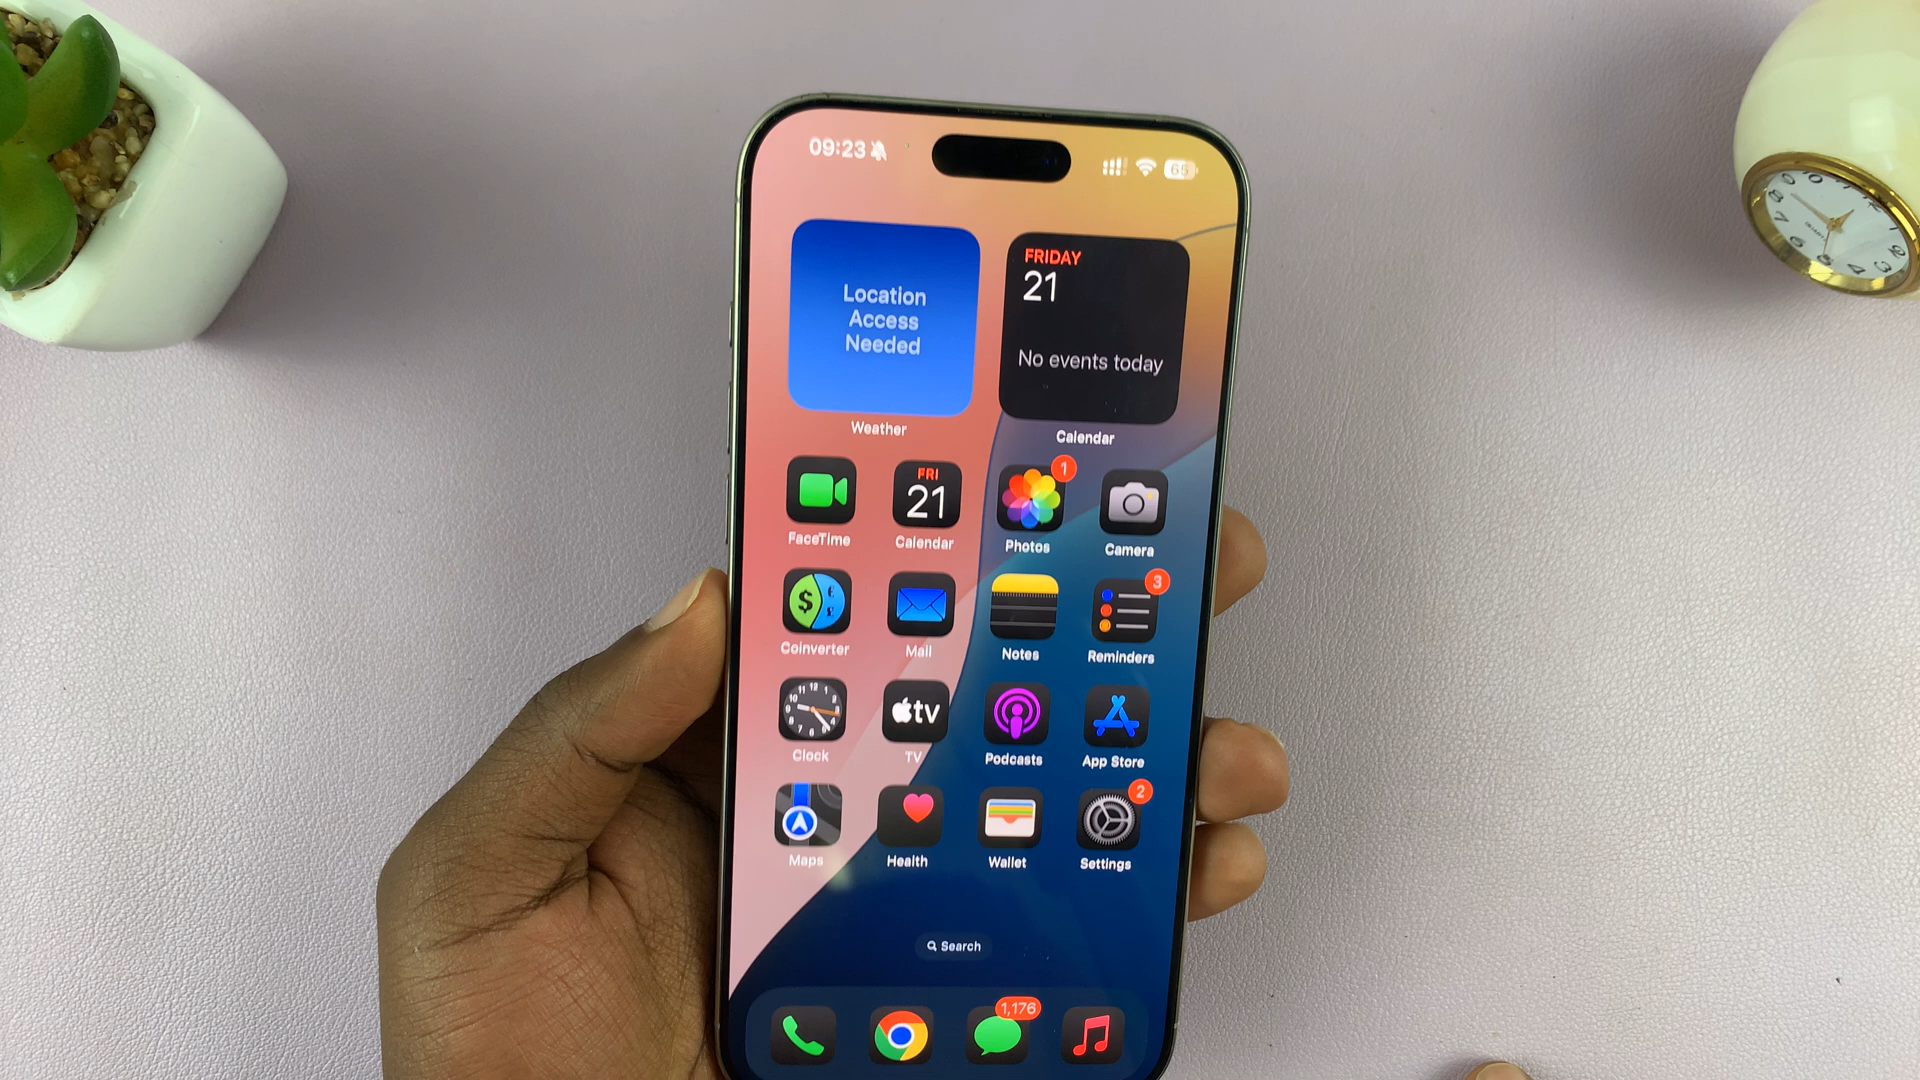 09:23
65
Location
Access
Needed
Weather
FRIDAY
21
No events today
Calendar
FaceTime
FRI
21
Calendar
1
Photos
Camera
$ € £
Coinverter
Mail
Notes
3
Reminders
Clock
tv
TV
Podcasts
App Store
Maps
Health
Wallet
2
Settings
Search
1,176